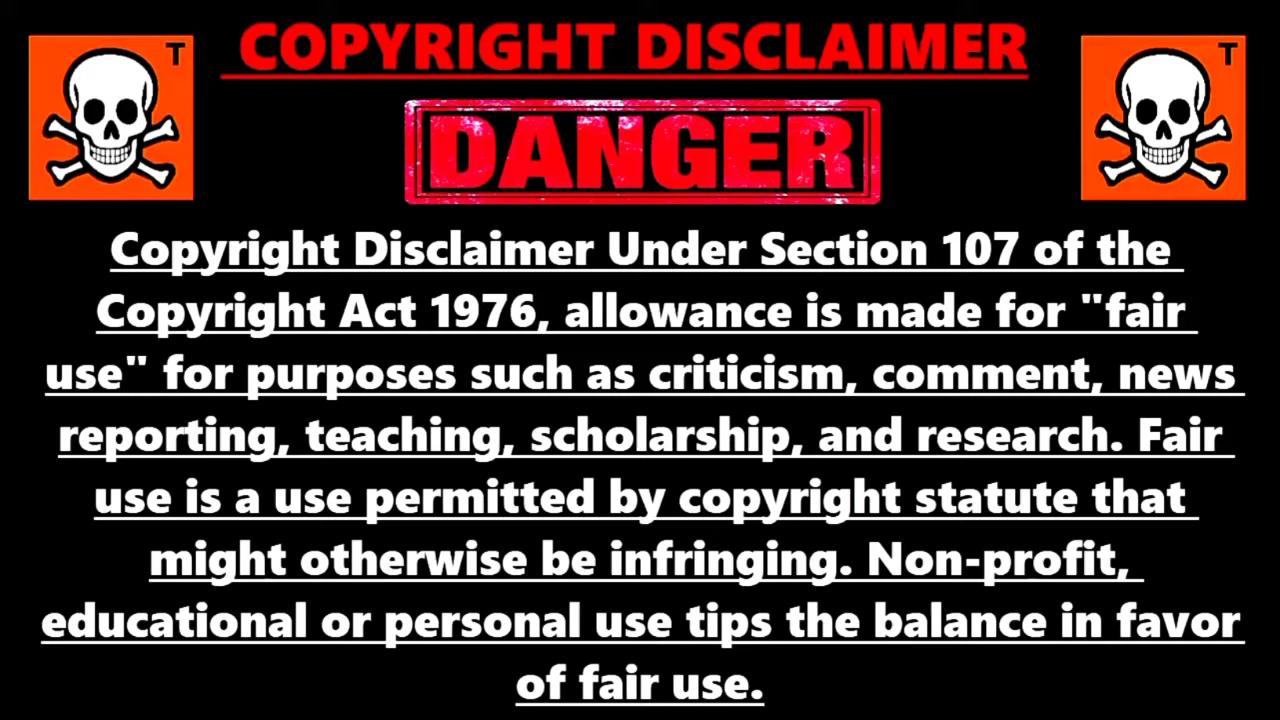 T
COPYRIGHT DISCLAIMER
T
DANGER
Copyright Disclaimer Under Section 107 of the
Copyright Act 1976, allowance is made for "fair
use" for purposes such as criticism, comment, news
reporting, teaching, scholarship, and research. Fair
use is a use permitted by copyright statute that
might otherwise be infringing. Non-profit,
educational or personal use tips the balance in favor
of fair use.